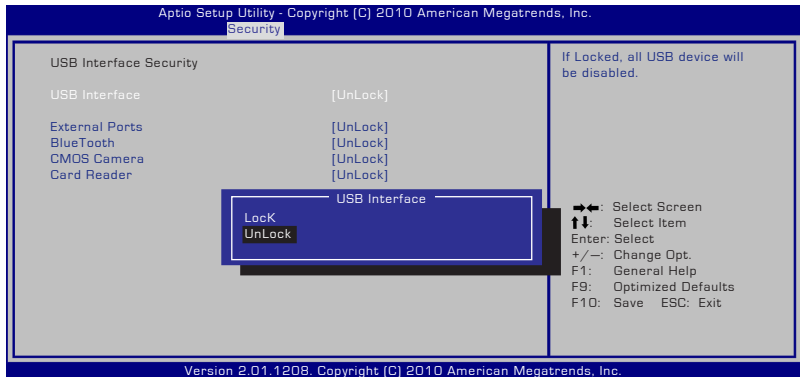 Aptio Setup Utility - Copyright (C) 2010 American Megatrends, Inc.
Security
USB Interface Security
USB Interface [UnLock]
External Ports [UnLock]
BlueTooth [UnLock]
CMOS Camera [UnLock]
Card Reader [UnLock]
USB Interface
LocK
UnLock
If Locked, all USB device will
be disabled.
→←: Select Screen
↑↓: Select Item
Enter: Select
+/—: Change Opt.
F1: General Help
F9: Optimized Defaults
F10: Save ESC: Exit
Version 2.01.1208. Copyright (C) 2010 American Megatrends, Inc.